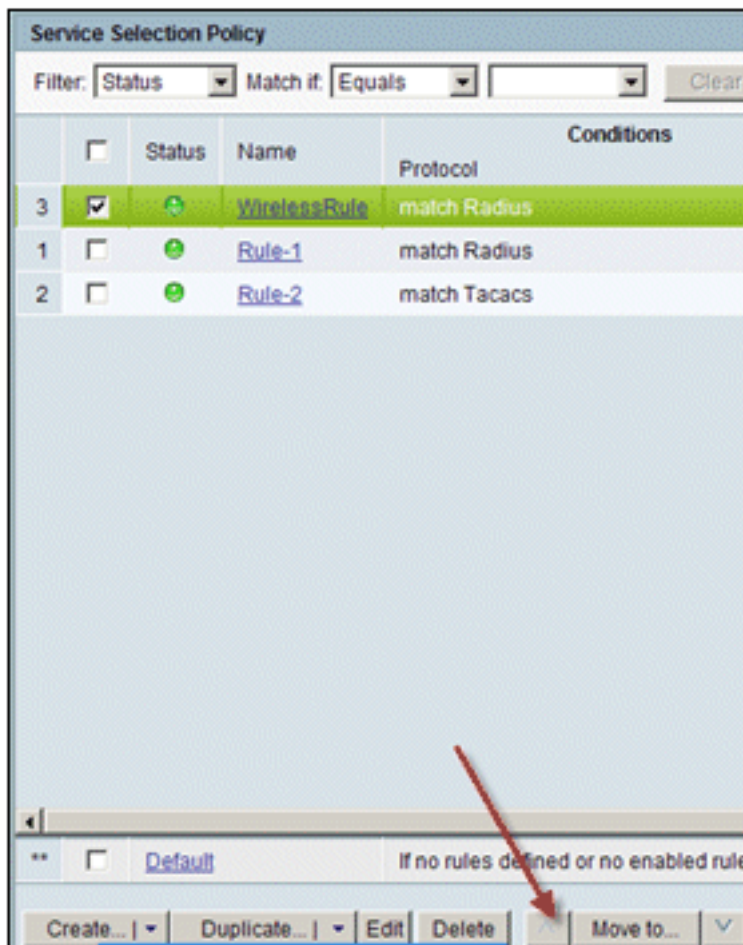 Service Selection Policy
Filter: Status Match if: Equals Clear
Status Name Conditions
Protocol
3 WirelessRule match Radius
1 Rule-1 match Radius
2 Rule-2 match Tacacs
** Default If no rules defined or no enabled rule
Create... | Duplicate... | Edit Delete Move to...